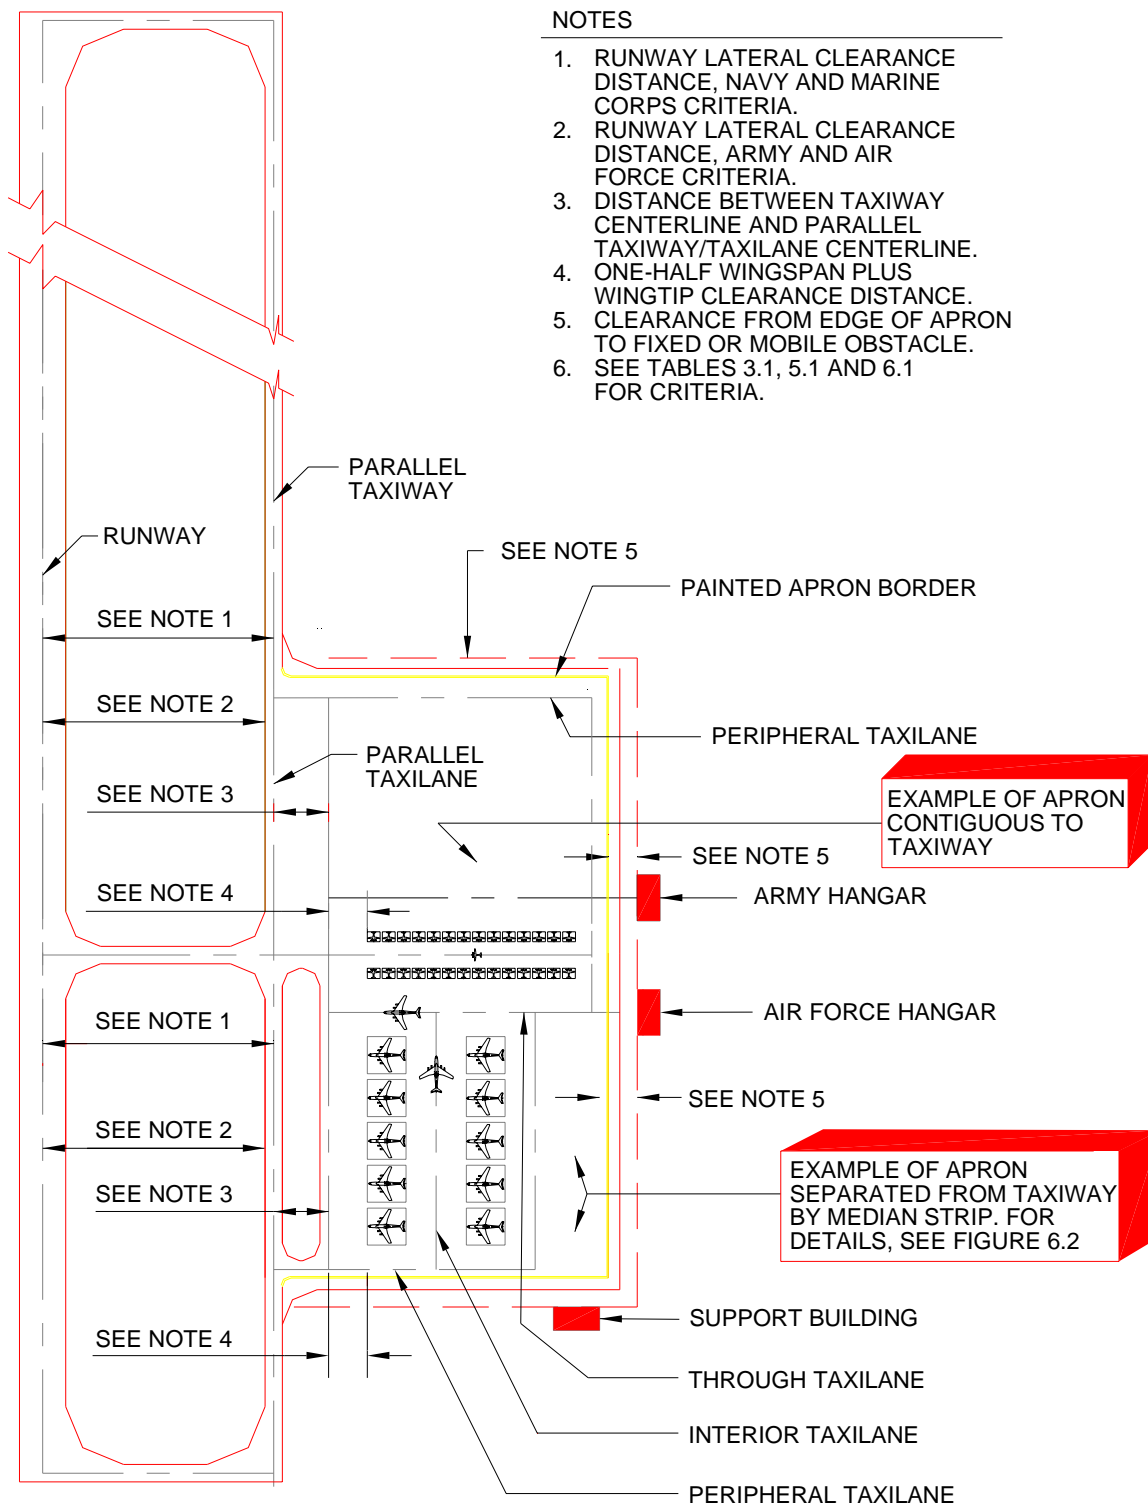 NOTES
1. RUNWAY LATERAL CLEARANCE
DISTANCE, NAVY AND MARINE
CORPS CRITERIA.
2. RUNWAY LATERAL CLEARANCE
DISTANCE, ARMY AND AIR
FORCE CRITERIA.
3. DISTANCE BETWEEN TAXIWAY
CENTERLINE AND PARALLEL
TAXIWAY/TAXILANE CENTERLINE.
4. ONE-HALF WINGSPAN PLUS
WINGTIP CLEARANCE DISTANCE.
5. CLEARANCE FROM EDGE OF APRON
TO FIXED OR MOBILE OBSTACLE.
6. SEE TABLES 3.1, 5.1 AND 6.1
FOR CRITERIA.
PARALLEL
TAXIWAY
RUNWAY
SEE NOTE 5
PAINTED APRON BORDER
SEE NOTE 1
SEE NOTE 2
PERIPHERAL TAXILANE
PARALLEL
TAXILANE
SEE NOTE 3
EXAMPLE OF APRON
CONTIGUOUS TO
TAXIWAY
SEE NOTE 5
SEE NOTE 4
ARMY HANGAR
SEE NOTE 1
AIR FORCE HANGAR
SEE NOTE 5
SEE NOTE 2
EXAMPLE OF APRON
SEPARATED FROM TAXIWAY
BY MEDIAN STRIP. FOR
DETAILS, SEE FIGURE 6.2
SEE NOTE 3
SUPPORT BUILDING
SEE NOTE 4
THROUGH TAXILANE
INTERIOR TAXILANE
PERIPHERAL TAXILANE